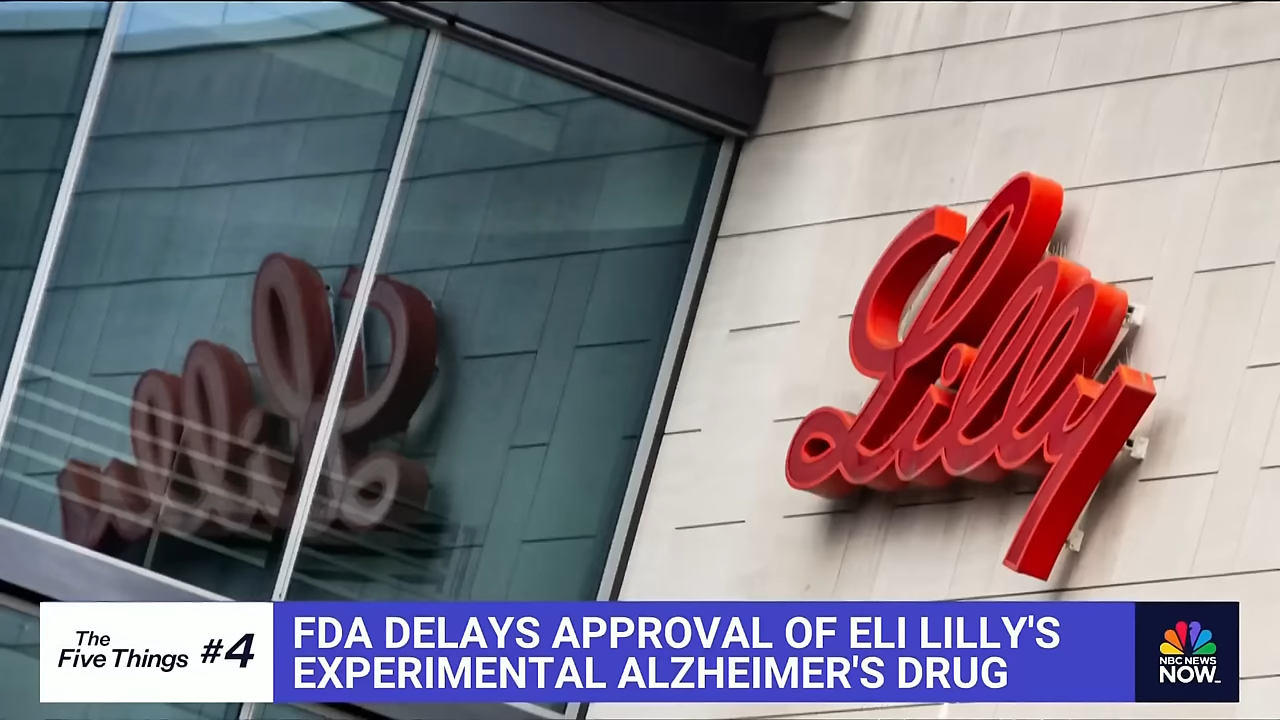 Lilly
The
Five Things #4
FDA DELAYS APPROVAL OF ELI LILLY'S
EXPERIMENTAL ALZHEIMER'S DRUG
NBC NEWS
NOW